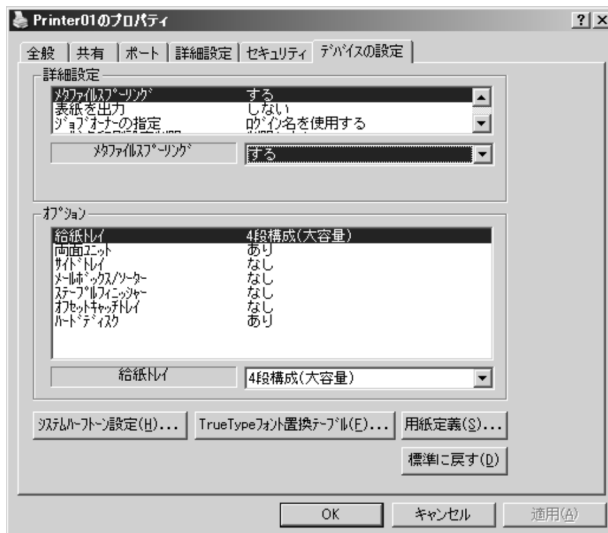 Printer01のプロパティ
全般 共有 ポート 詳細設定 セキュリティ デバイスの設定
詳細設定
メタファイルスプーリング する
表紙を出力 しない
ジョブオーナーの指定 ログイン名を使用する
メタファイルスプーリング する
オプション
給紙トレイ 4段構成(大容量)
両面ユニット あり
サイドトレイ なし
メールボックス/ソーター なし
ステープルフィニッシャー なし
オフセットキャッチトレイ なし
ハードディスク あり
給紙トレイ 4段構成(大容量)
システムハーフトーン設定(H)... TrueTypeフォント置換テーブル(F)... 用紙定義(S)...
標準に戻す(D)
OK キャンセル 適用(A)